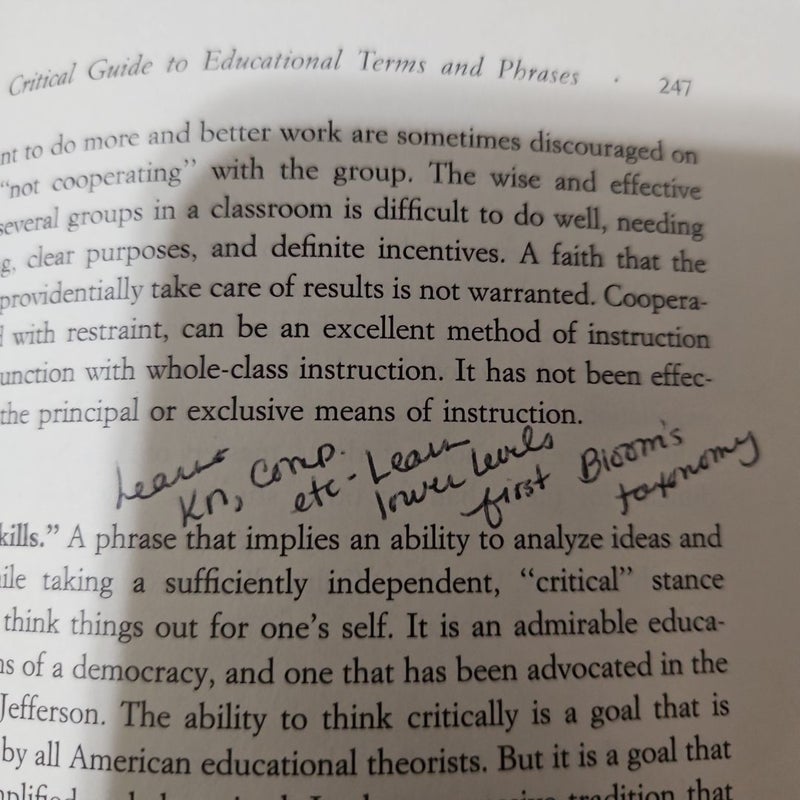 Critical Guide to Educational Terms and Phrases · 247
nt to do more and better work are sometimes discouraged on
"not cooperating" with the group. The wise and effective
several groups in a classroom is difficult to do well, needing
g, clear purposes, and definite incentives. A faith that the
providentially take care of results is not warranted. Coopera-
with restraint, can be an excellent method of instruction
unction with whole-class instruction. It has not been effec-
the principal or exclusive means of instruction.
Learns Kn, Comp. etc - Learn lower levels first Bloom's taxonomy
kills." A phrase that implies an ability to analyze ideas and
ile taking a sufficiently independent, "critical" stance
think things out for one's self. It is an admirable educa-
ns of a democracy, and one that has been advocated in the
Jefferson. The ability to think critically is a goal that is
by all American educational theorists. But it is a goal that
tradition that